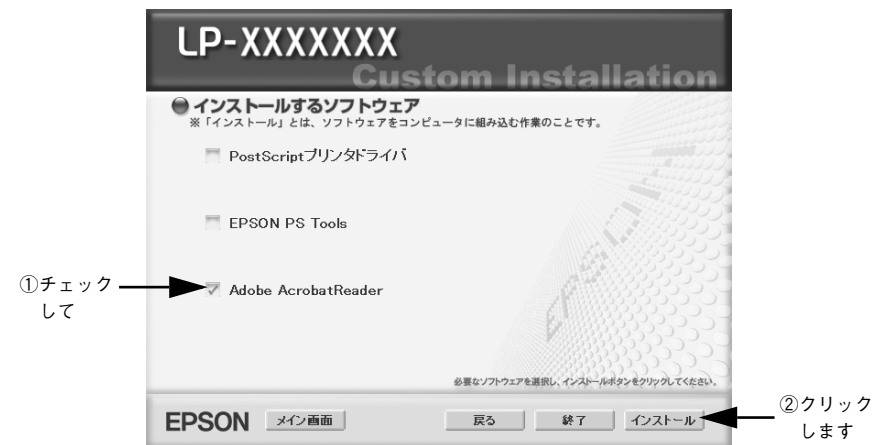 LP-XXXXXXX
Custom Installation
インストールするソフトウェア
※「インストール」とは、ソフトウェアをコンピュータに組み込む作業のことです。
PostScriptプリンタドライバ
EPSON PS Tools
①チェック
して
Adobe AcrobatReader
EPSON
必要なソフトウェアを選択し、インストールボタンをクリックしてください。
EPSON
メイン画面
戻る
終了
インストール
②クリック
します